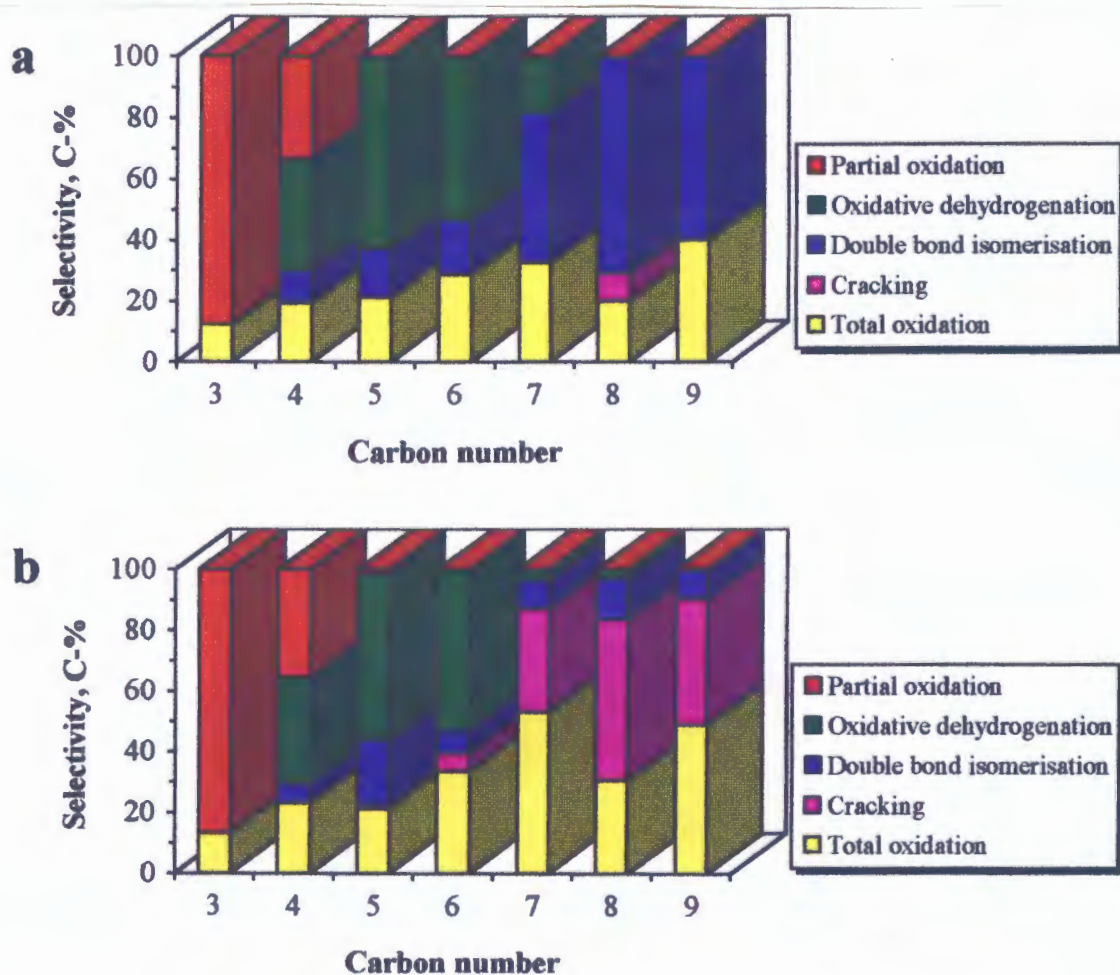 a
Selectivity, C-%
100
80
60
40
20
0
3 4 5 6 7 8 9
Carbon number
Partial oxidation
Oxidative dehydrogenation
Double bond isomerisation
Cracking
Total oxidation
b
Selectivity, C-%
100
80
60
40
20
0
3 4 5 6 7 8 9
Carbon number
Partial oxidation
Oxidative dehydrogenation
Double bond isomerisation
Cracking
Total oxidation